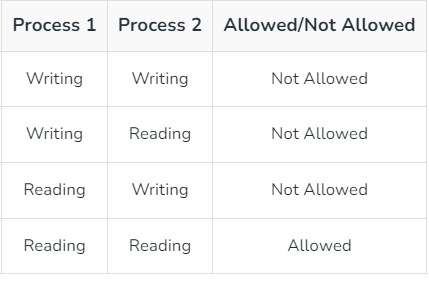 Process 1 Process 2 Allowed/Not Allowed
Writing Writing Not Allowed
Writing Reading Not Allowed
Reading Writing Not Allowed
Reading Reading Allowed